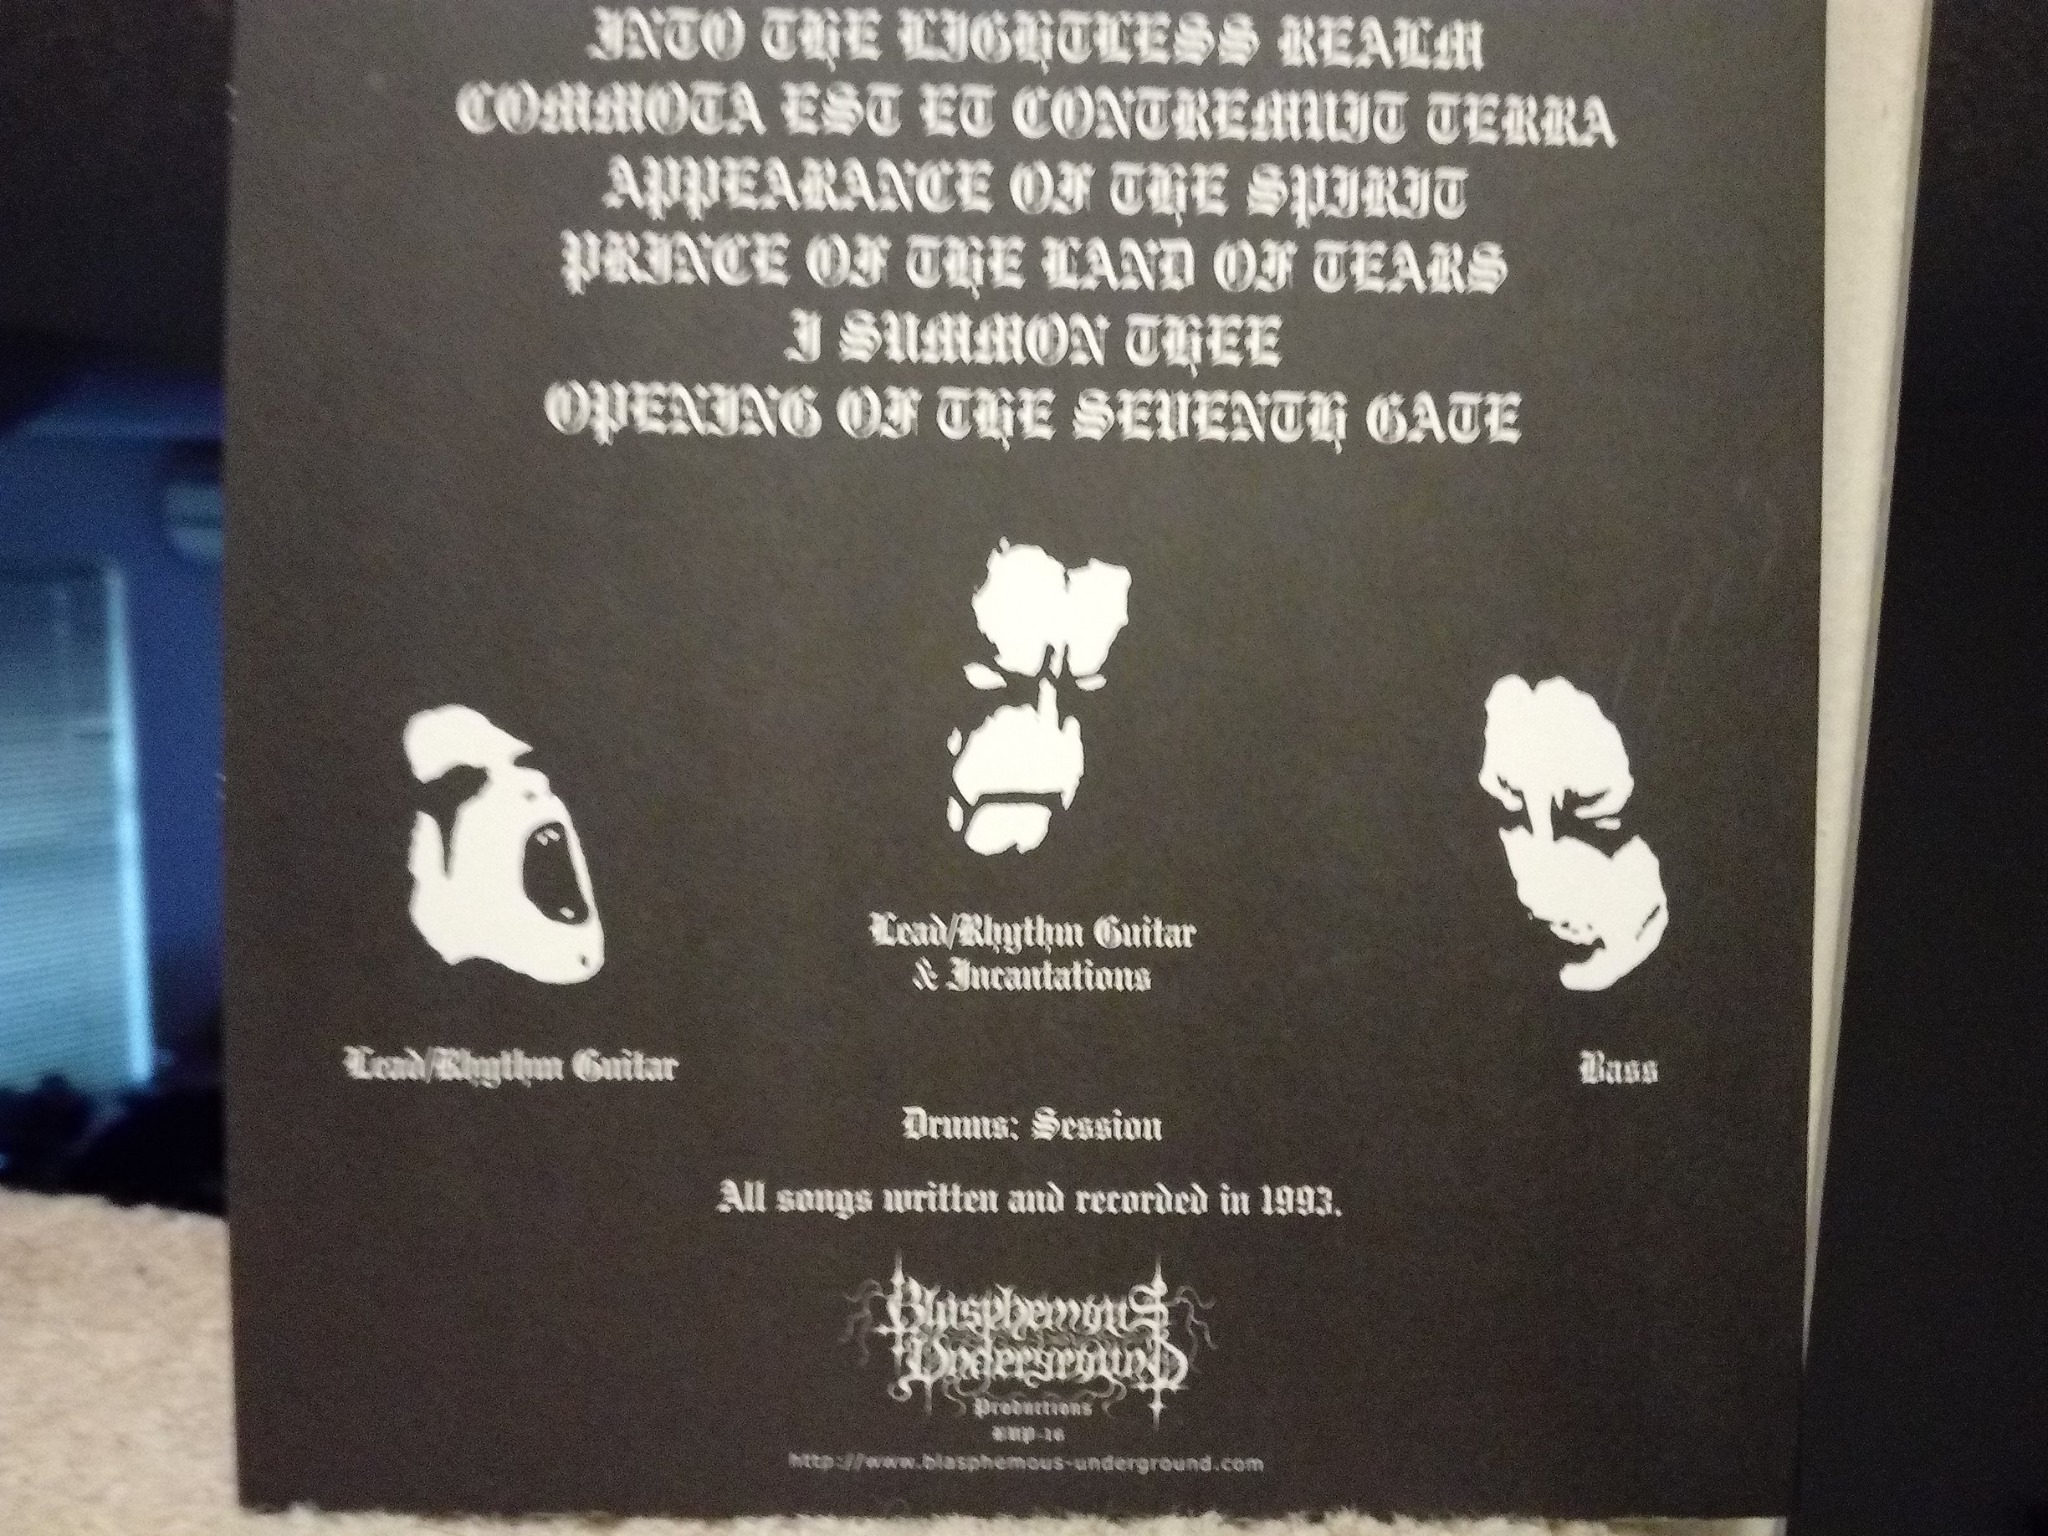 INTO THE LIGHTLESS REALM
COMMOTA EST ET CONTREMUIT TERRA
APPEARANCE OF THE SPIRIT
PRINCE OF THE LAND OF TEARS
I SUMMON THEE
OPENING OF THE SEVENTH GATE
Lead/Rhythm Guitar
& Incantations
Lead/Rhythm Guitar
Bass
Drums: Session
All songs written and recorded in 1993.
Blasphemous
Underground
Productions
BUP-16
http://www.blasphemous-underground.com